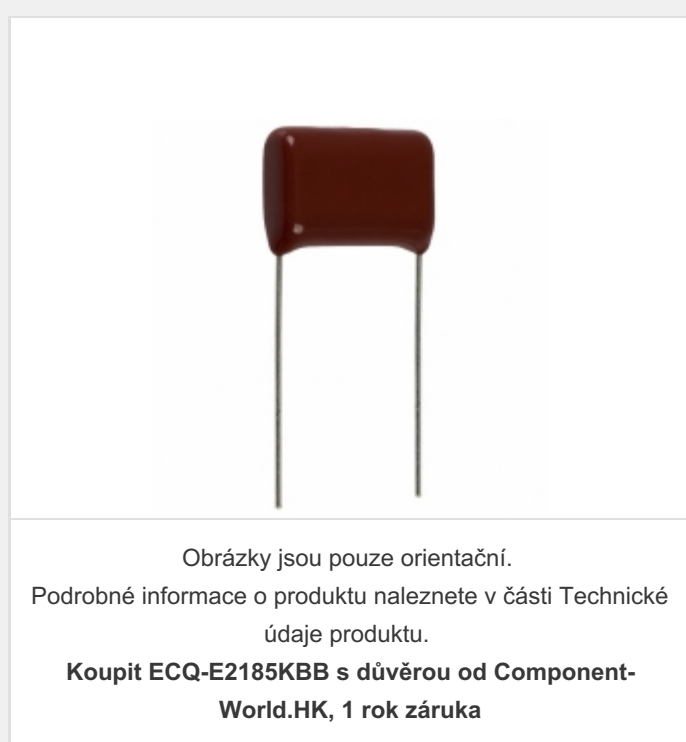 Obrázky jsou pouze orientační.
Podrobné informace o produktu naleznete v části Technické
údaje produktu.
Koupit ECQ-E2185KBB s důvěrou od Component-
World.HK, 1 rok záruka